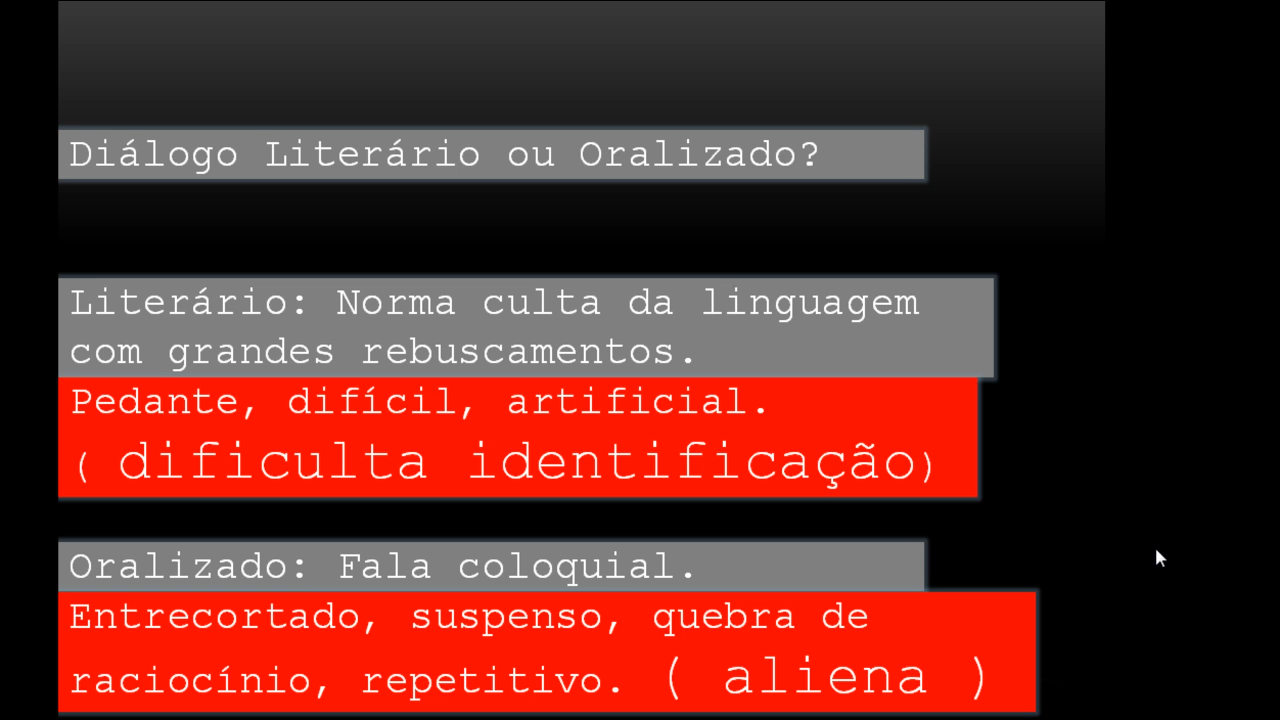 Diálogo Literário ou Oralizado?
Literário: Norma culta da linguagem
com grandes rebuscamentos.
Pedante, difícil, artificial.
( dificulta identificação)
Oralizado: Fala coloquial.
Entrecortado, suspenso, quebra de
raciocínio, repetitivo. ( aliena )